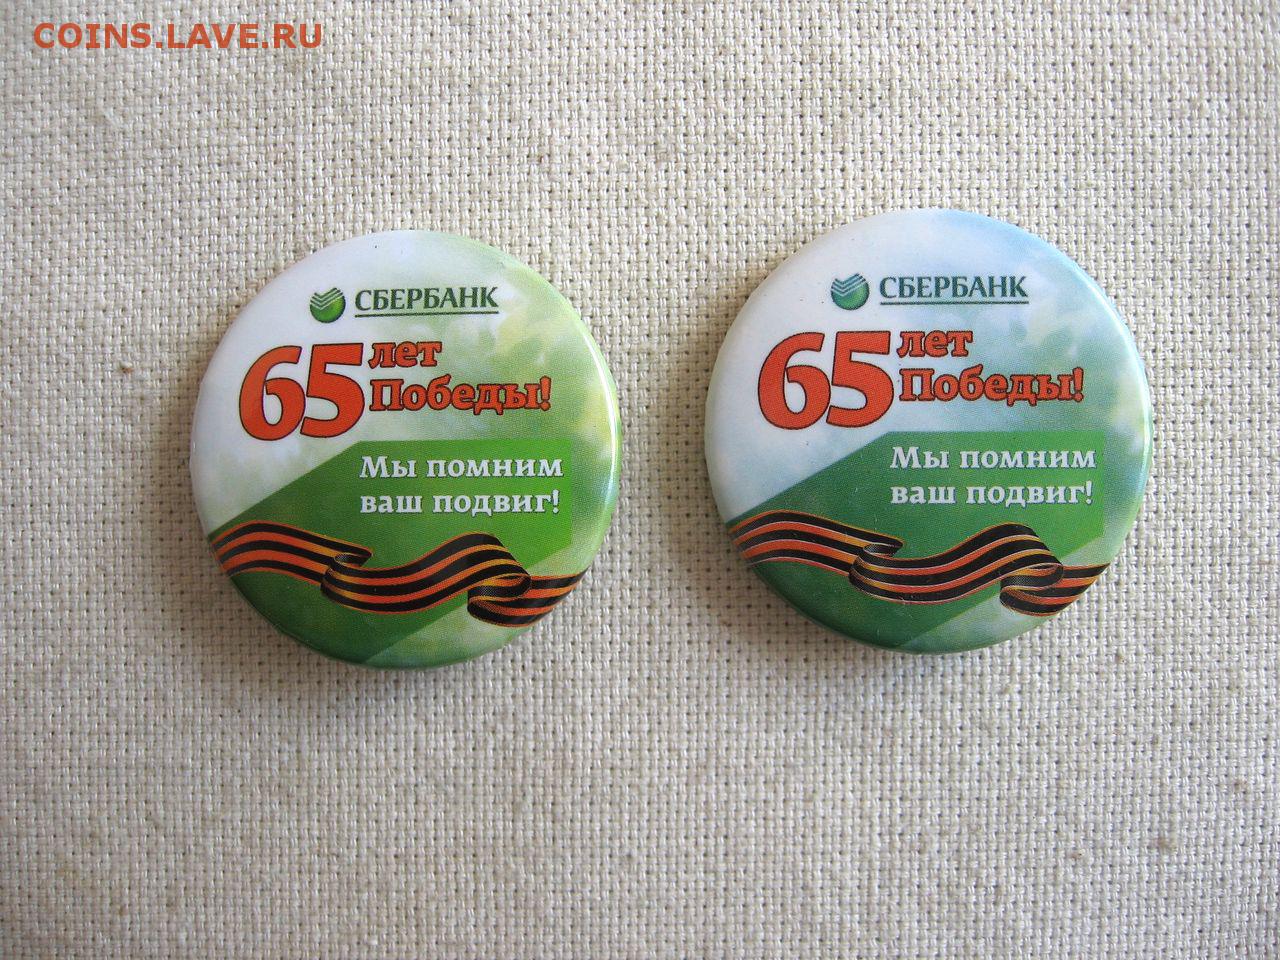 COINS.LAVE.RU
СБЕРБАНК
65 лет
Победы!
Мы помним
ваш подвиг!
СБЕРБАНК
65 лет
Победы!
Мы помним
ваш подвиг!